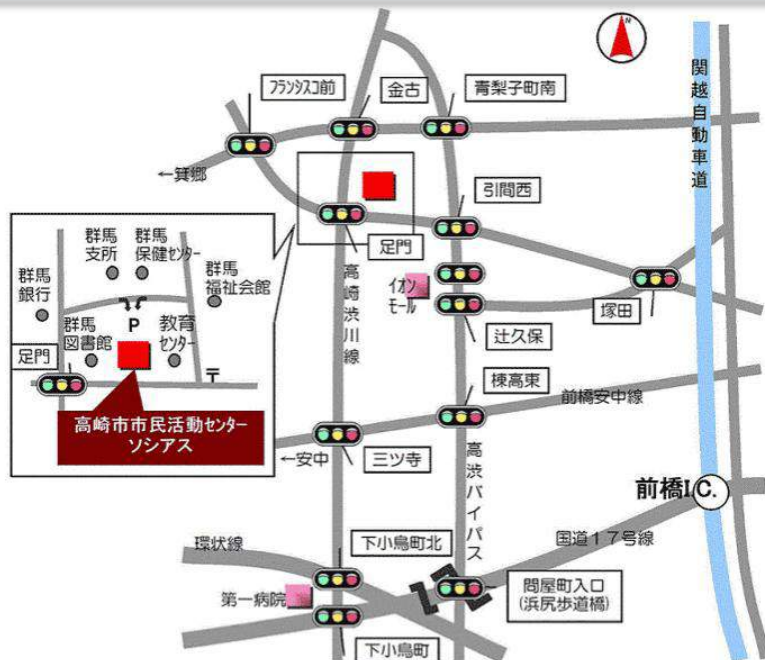 N
フランシスコ前
金古
青梨子町南
関越自動車道
←箕郷
引間西
足門
群馬
支所
群馬
保健センター
群馬
銀行
群馬
福祉会館
P
群馬
図書館
教育
センター
足門
〒
高崎市市民活動センター
ソシアス
高崎渋川線
イオン
モール
塚田
辻久保
棟高東
前橋安中線
←安中
三ツ寺
高渋バイパス
前橋I.C.
環状線
下小鳥町北
国道17号線
第一病院
問屋町入口
(浜尻歩道橋)
下小鳥町